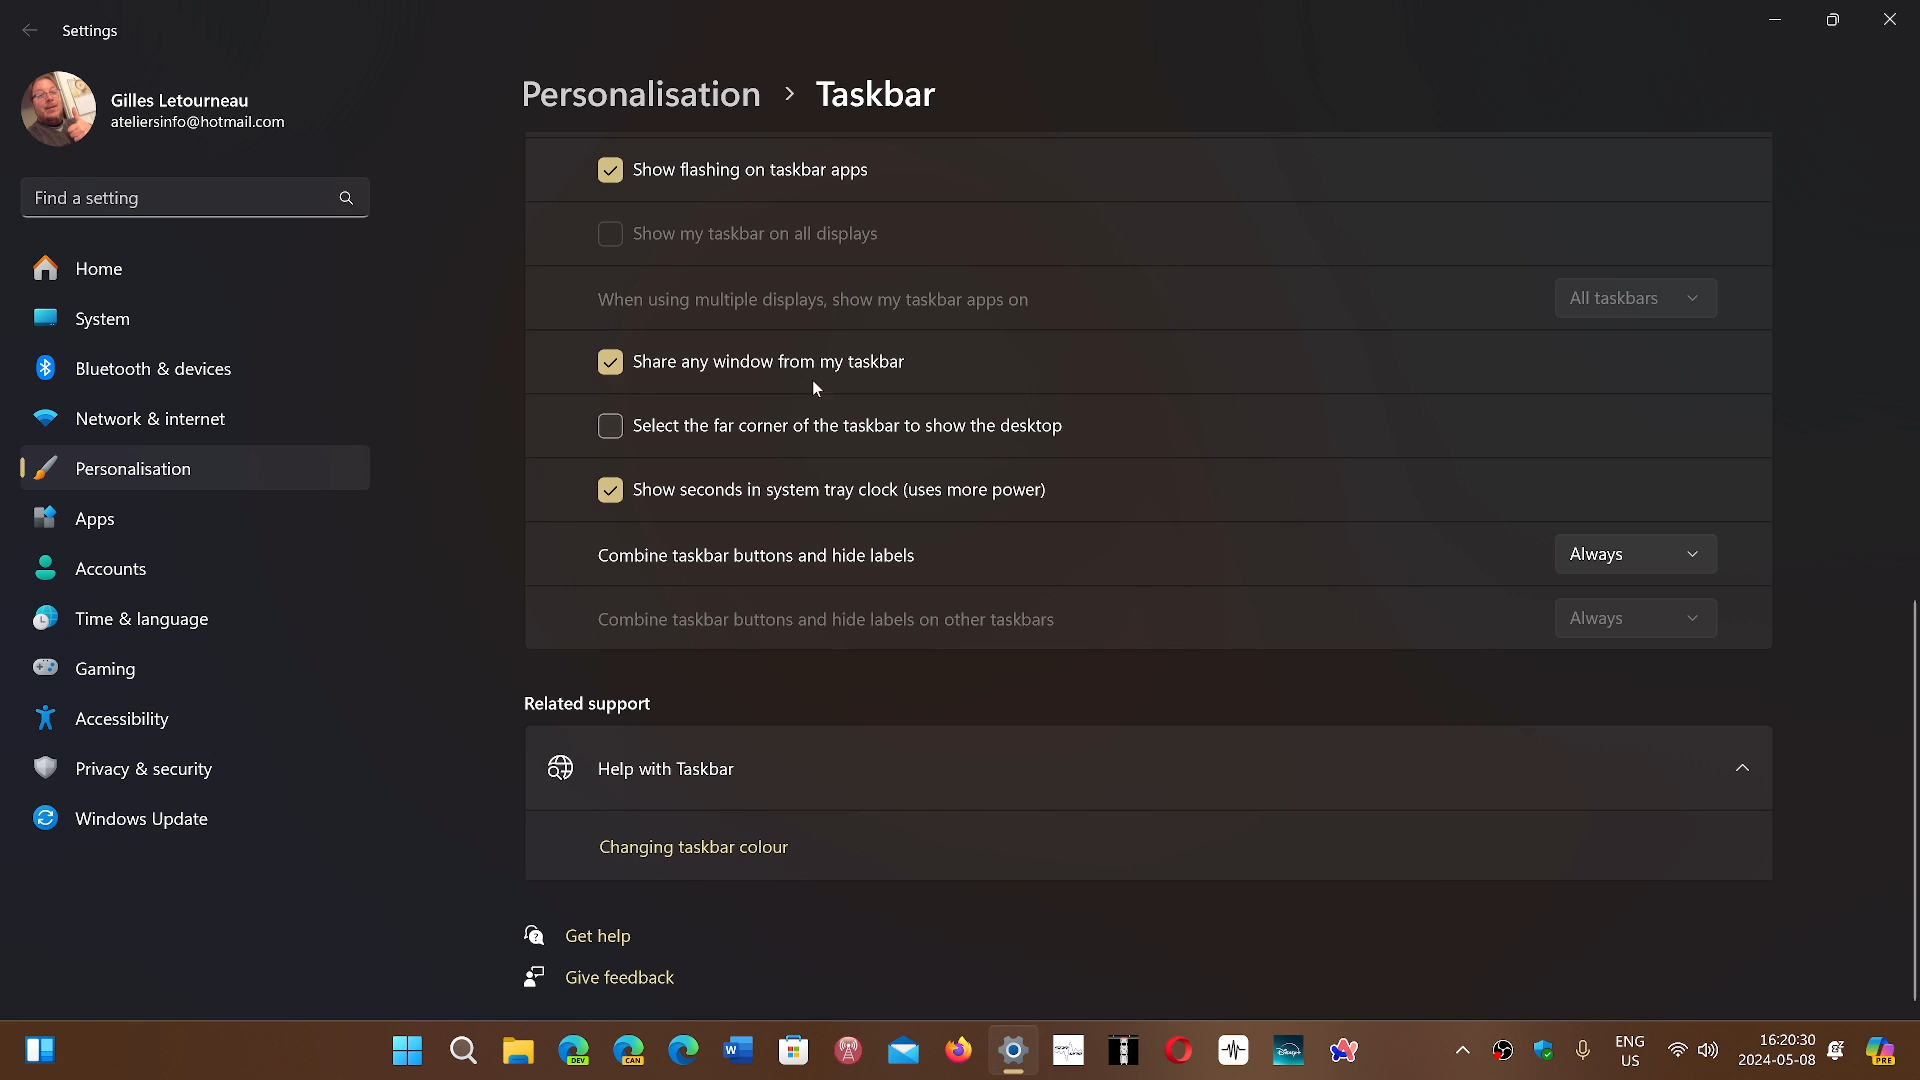 Settings
Gilles Letourneau
ateliersinfo@hotmail.com
Find a setting
Home
System
Bluetooth & devices
Network & internet
Personalisation
Apps
Accounts
Time & language
Gaming
Accessibility
Privacy & security
Windows Update
Personalisation > Taskbar
Show flashing on taskbar apps
Show my taskbar on all displays
When using multiple displays, show my taskbar apps on All taskbars
Share any window from my taskbar
Select the far corner of the taskbar to show the desktop
Show seconds in system tray clock (uses more power)
Combine taskbar buttons and hide labels Always
Combine taskbar buttons and hide labels on other taskbars Always
Related support
Help with Taskbar
Changing taskbar colour
Get help
Give feedback
DEV
CAN
W
Disney+
ENG
US
16:20:30
2024-05-08
PRE